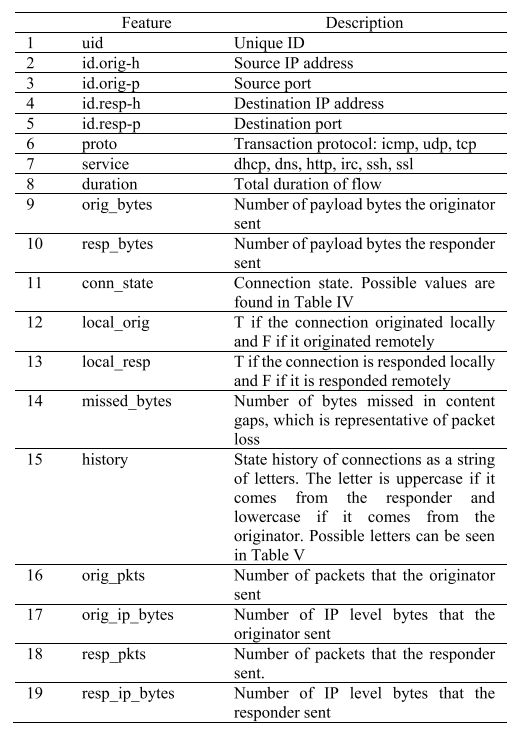 Feature Description
1 uid Unique ID
2 id.orig-h Source IP address
3 id.orig-p Source port
4 id.resp-h Destination IP address
5 id.resp-p Destination port
6 proto Transaction protocol: icmp, udp, tcp
7 service dhcp, dns, http, irc, ssh, ssl
8 duration Total duration of flow
9 orig_bytes Number of payload bytes the originator
sent
10 resp_bytes Number of payload bytes the responder
sent
11 conn_state Connection state. Possible values are
found in Table IV
12 local_orig T if the connection originated locally
and F if it originated remotely
13 local_resp T if the connection is responded locally
and F if it is responded remotely
14 missed_bytes Number of bytes missed in content
gaps, which is representative of packet
loss
15 history State history of connections as a string
of letters. The letter is uppercase if it
comes from the responder and
lowercase if it comes from the
originator. Possible letters can be seen
in Table V
16 orig_pkts Number of packets that the originator
sent
17 orig_ip_bytes Number of IP level bytes that the
originator sent
18 resp_pkts Number of packets that the responder
sent.
19 resp_ip_bytes Number of IP level bytes that the
responder sent